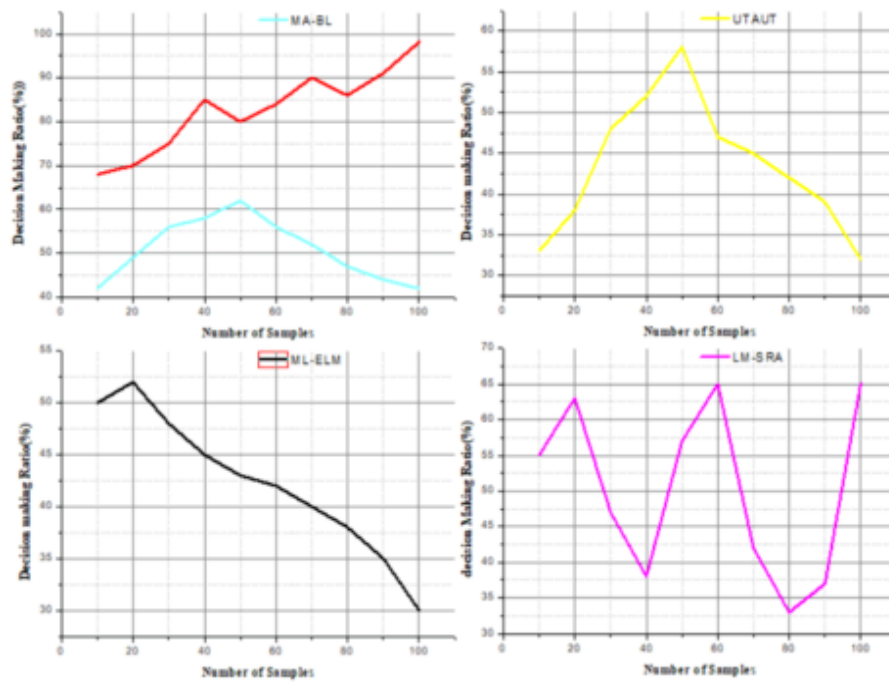 MA-BL
Decision Making Ratio(%))
100
90
80
70
60
50
40
0 20 40 60 80 100
Number of Samples
UTAUT
Decision making Ratio(%)
60
55
50
45
40
35
30
0 20 40 60 80 100
Number of Samples
ML-ELM
Decision making Ratio(%)
55
50
45
40
35
30
0 20 40 60 80 100
Number of Samples
LM-SRA
decision Making Ratio(%)
70
65
60
55
50
45
40
35
30
0 20 40 60 80 100
Number of Samples